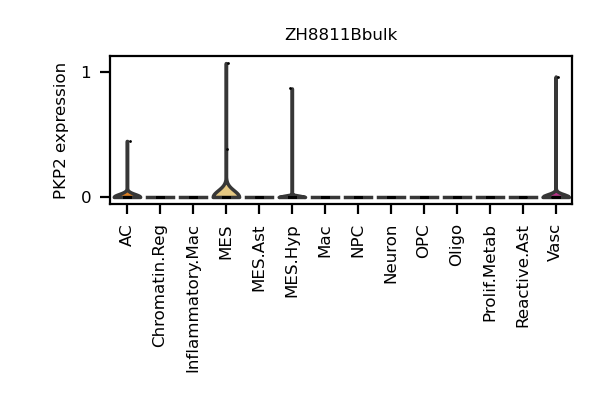 ZH8811Bbulk
PKP2 expression
1
0
AC
Chromatin.Reg
Inflammatory.Mac
MES
MES.Ast
MES.Hyp
Mac
NPC
Neuron
OPC
Oligo
Prolif.Metab
Reactive.Ast
Vasc